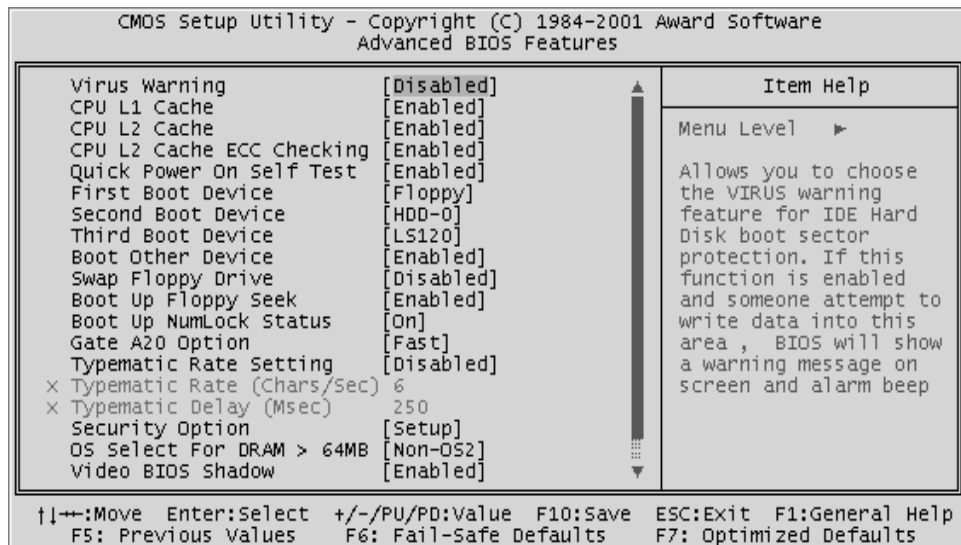 CMOS Setup Utility - Copyright (C) 1984-2001 Award Software
Advanced BIOS Features
Virus Warning [Disabled]
CPU L1 Cache [Enabled]
CPU L2 Cache [Enabled]
CPU L2 Cache ECC Checking [Enabled]
Quick Power On Self Test [Enabled]
First Boot Device [Floppy]
Second Boot Device [HDD-0]
Third Boot Device [LS120]
Boot Other Device [Enabled]
Swap Floppy Drive [Disabled]
Boot Up Floppy Seek [Enabled]
Boot Up NumLock Status [On]
Gate A20 Option [Fast]
Typematic Rate Setting [Disabled]
x Typematic Rate (Chars/Sec) 6
x Typematic Delay (Msec) 250
Security Option [Setup]
OS Select For DRAM > 64MB [Non-OS2]
Video BIOS Shadow [Enabled]
Item Help
Menu Level ►
Allows you to choose
the VIRUS warning
feature for IDE Hard
Disk boot sector
protection. If this
function is enabled
and someone attempt to
write data into this
area , BIOS will show
a warning message on
screen and alarm beep
↑↓→←:Move Enter:Select +/-/PU/PD:Value F10:Save ESC:Exit F1:General Help
F5: Previous Values F6: Fail-Safe Defaults F7: Optimized Defaults